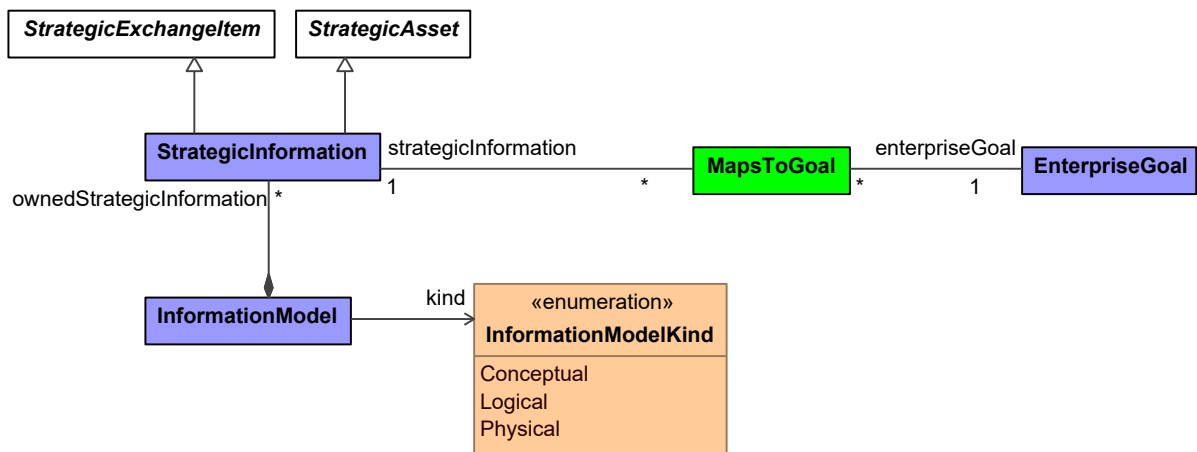 StrategicExchangeItem
StrategicAsset
StrategicInformation
strategicInformation
1
*
MapsToGoal
enterpriseGoal
*
1
EnterpriseGoal
ownedStrategicInformation *
InformationModel
kind
«enumeration»
InformationModelKind
Conceptual
Logical
Physical